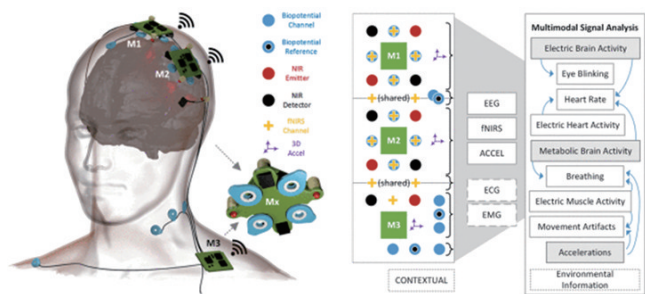 M1
M2
M3
Mx
Biopotential
Channel
Biopotential
Reference
NIR
Emitter
NIR
Detector
fNIRS
Channel
3D
Accel
M1
(shared)
M2
(shared)
M3
EEG
fNIRS
ACCEL
ECG
EMG
CONTEXTUAL
Multimodal Signal Analysis
Electric Brain Activity
Eye Blinking
Heart Rate
Electric Heart Activity
Metabolic Brain Activity
Breathing
Electric Muscle Activity
Movement Artifacts
Accelerations
Environmental
Information